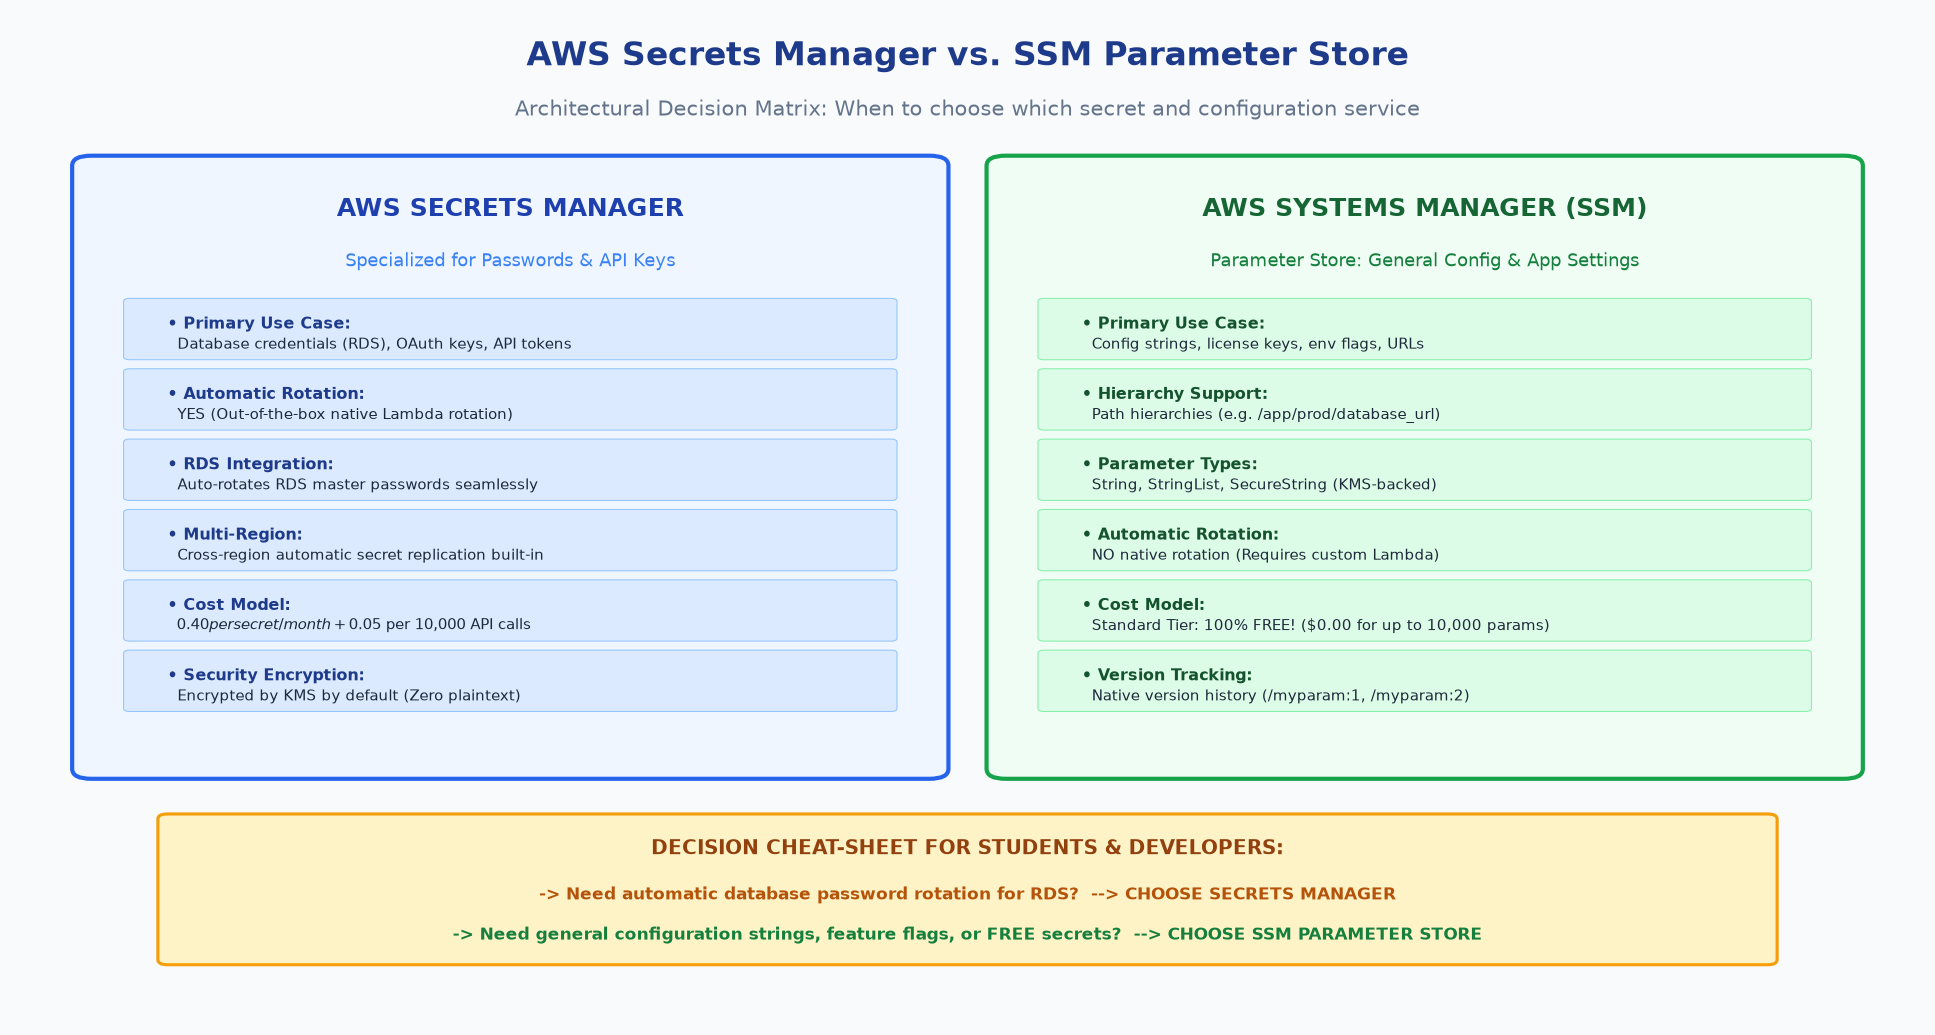 AWS Secrets Manager vs. SSM Parameter Store
Architectural Decision Matrix: When to choose which secret and configuration service
AWS SECRETS MANAGER
Specialized for Passwords & API Keys
• Primary Use Case:
Database credentials (RDS), OAuth keys, API tokens
• Automatic Rotation:
YES (Out-of-the-box native Lambda rotation)
• RDS Integration:
Auto-rotates RDS master passwords seamlessly
• Multi-Region:
Cross-region automatic secret replication built-in
• Cost Model:
0.40persecret/month + 0.05 per 10,000 API calls
• Security Encryption:
Encrypted by KMS by default (Zero plaintext)
AWS SYSTEMS MANAGER (SSM)
Parameter Store: General Config & App Settings
• Primary Use Case:
Config strings, license keys, env flags, URLs
• Hierarchy Support:
Path hierarchies (e.g. /app/prod/database_url)
• Parameter Types:
String, StringList, SecureString (KMS-backed)
• Automatic Rotation:
NO native rotation (Requires custom Lambda)
• Cost Model:
Standard Tier: 100% FREE! ($0.00 for up to 10,000 params)
• Version Tracking:
Native version history (/myparam:1, /myparam:2)
DECISION CHEAT-SHEET FOR STUDENTS & DEVELOPERS:
-> Need automatic database password rotation for RDS? --> CHOOSE SECRETS MANAGER
-> Need general configuration strings, feature flags, or FREE secrets? --> CHOOSE SSM PARAMETER STORE